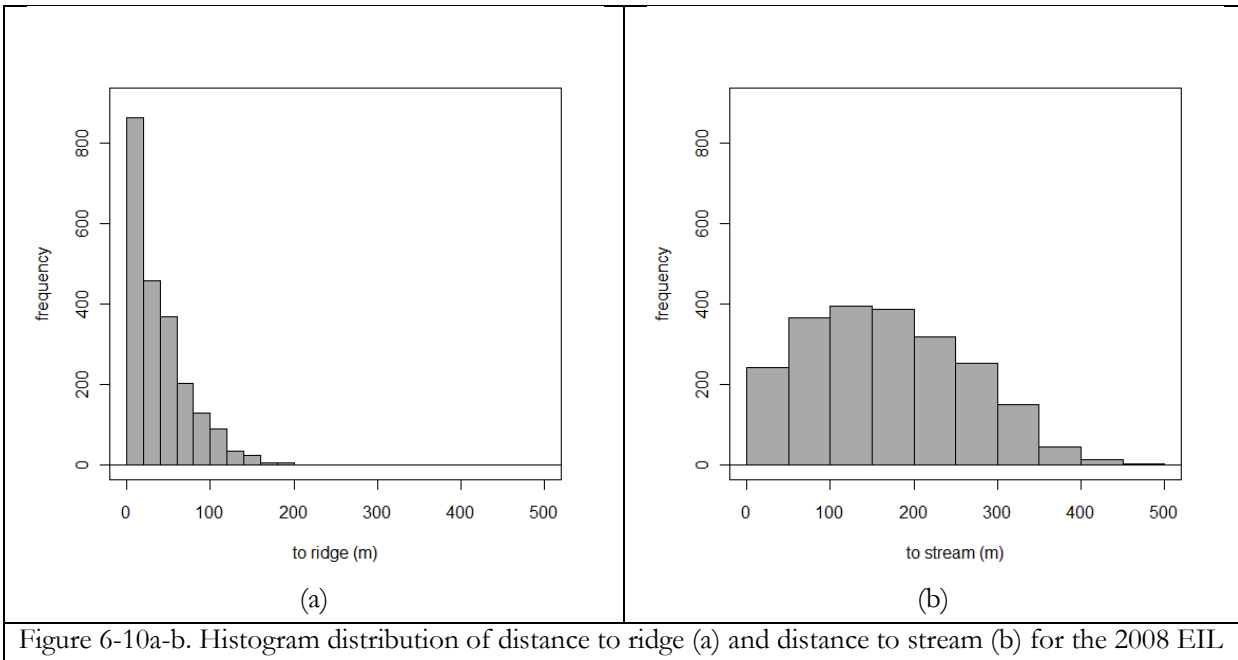 frequency
800
600
400
200
0
0 100 200 300 400 500
to ridge (m)
(a)
frequency
800
600
400
200
0
0 100 200 300 400 500
to stream (m)
(b)
Figure 6-10a-b. Histogram distribution of distance to ridge (a) and distance to stream (b) for the 2008 EIL